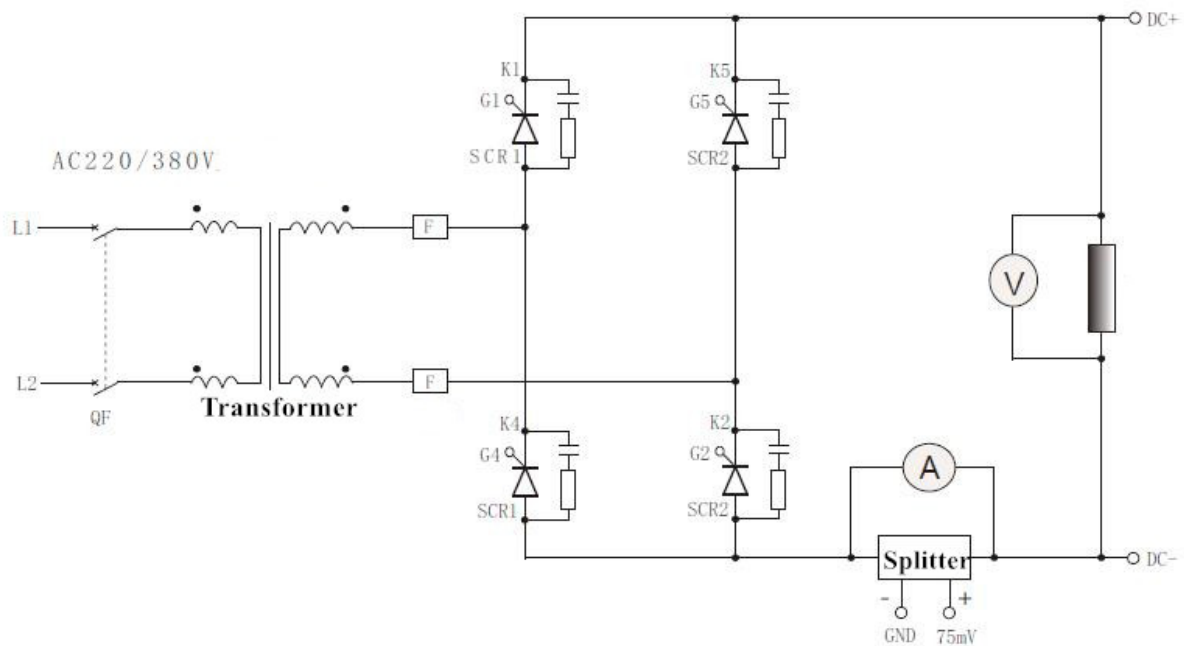 DC+
K1
K5
G1
G5
SCR1
SCR2
AC220/380V
L1
F
V
L2
F
QF
Transformer
K4
K2
G4
G2
A
SCR1
SCR2
Splitter
DC-
- +
GND
75mV